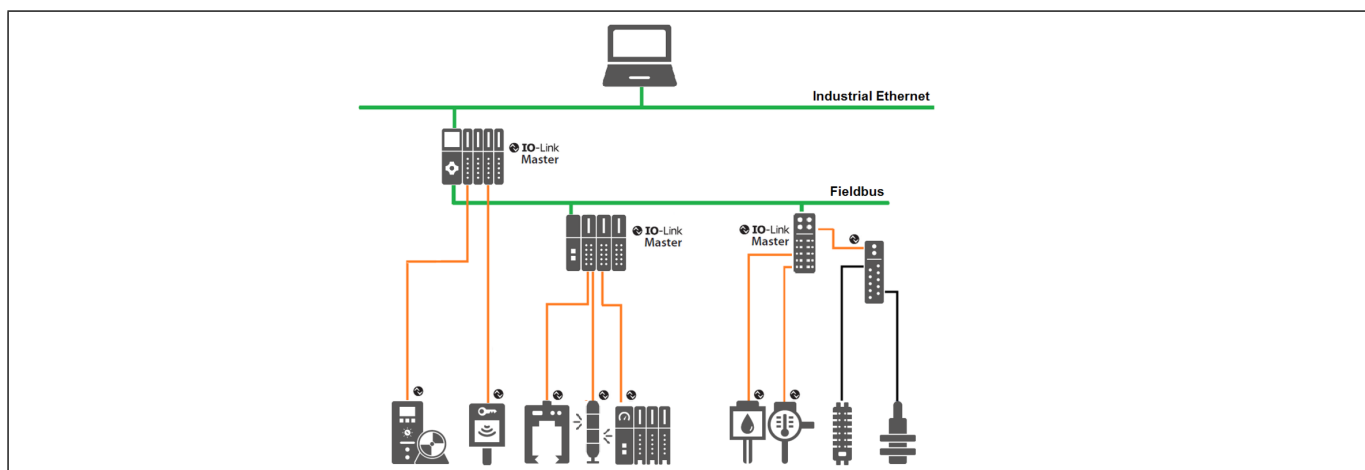 Industrial Ethernet
IO-Link
Master
Fieldbus
IO-Link
Master
IO-Link
Master